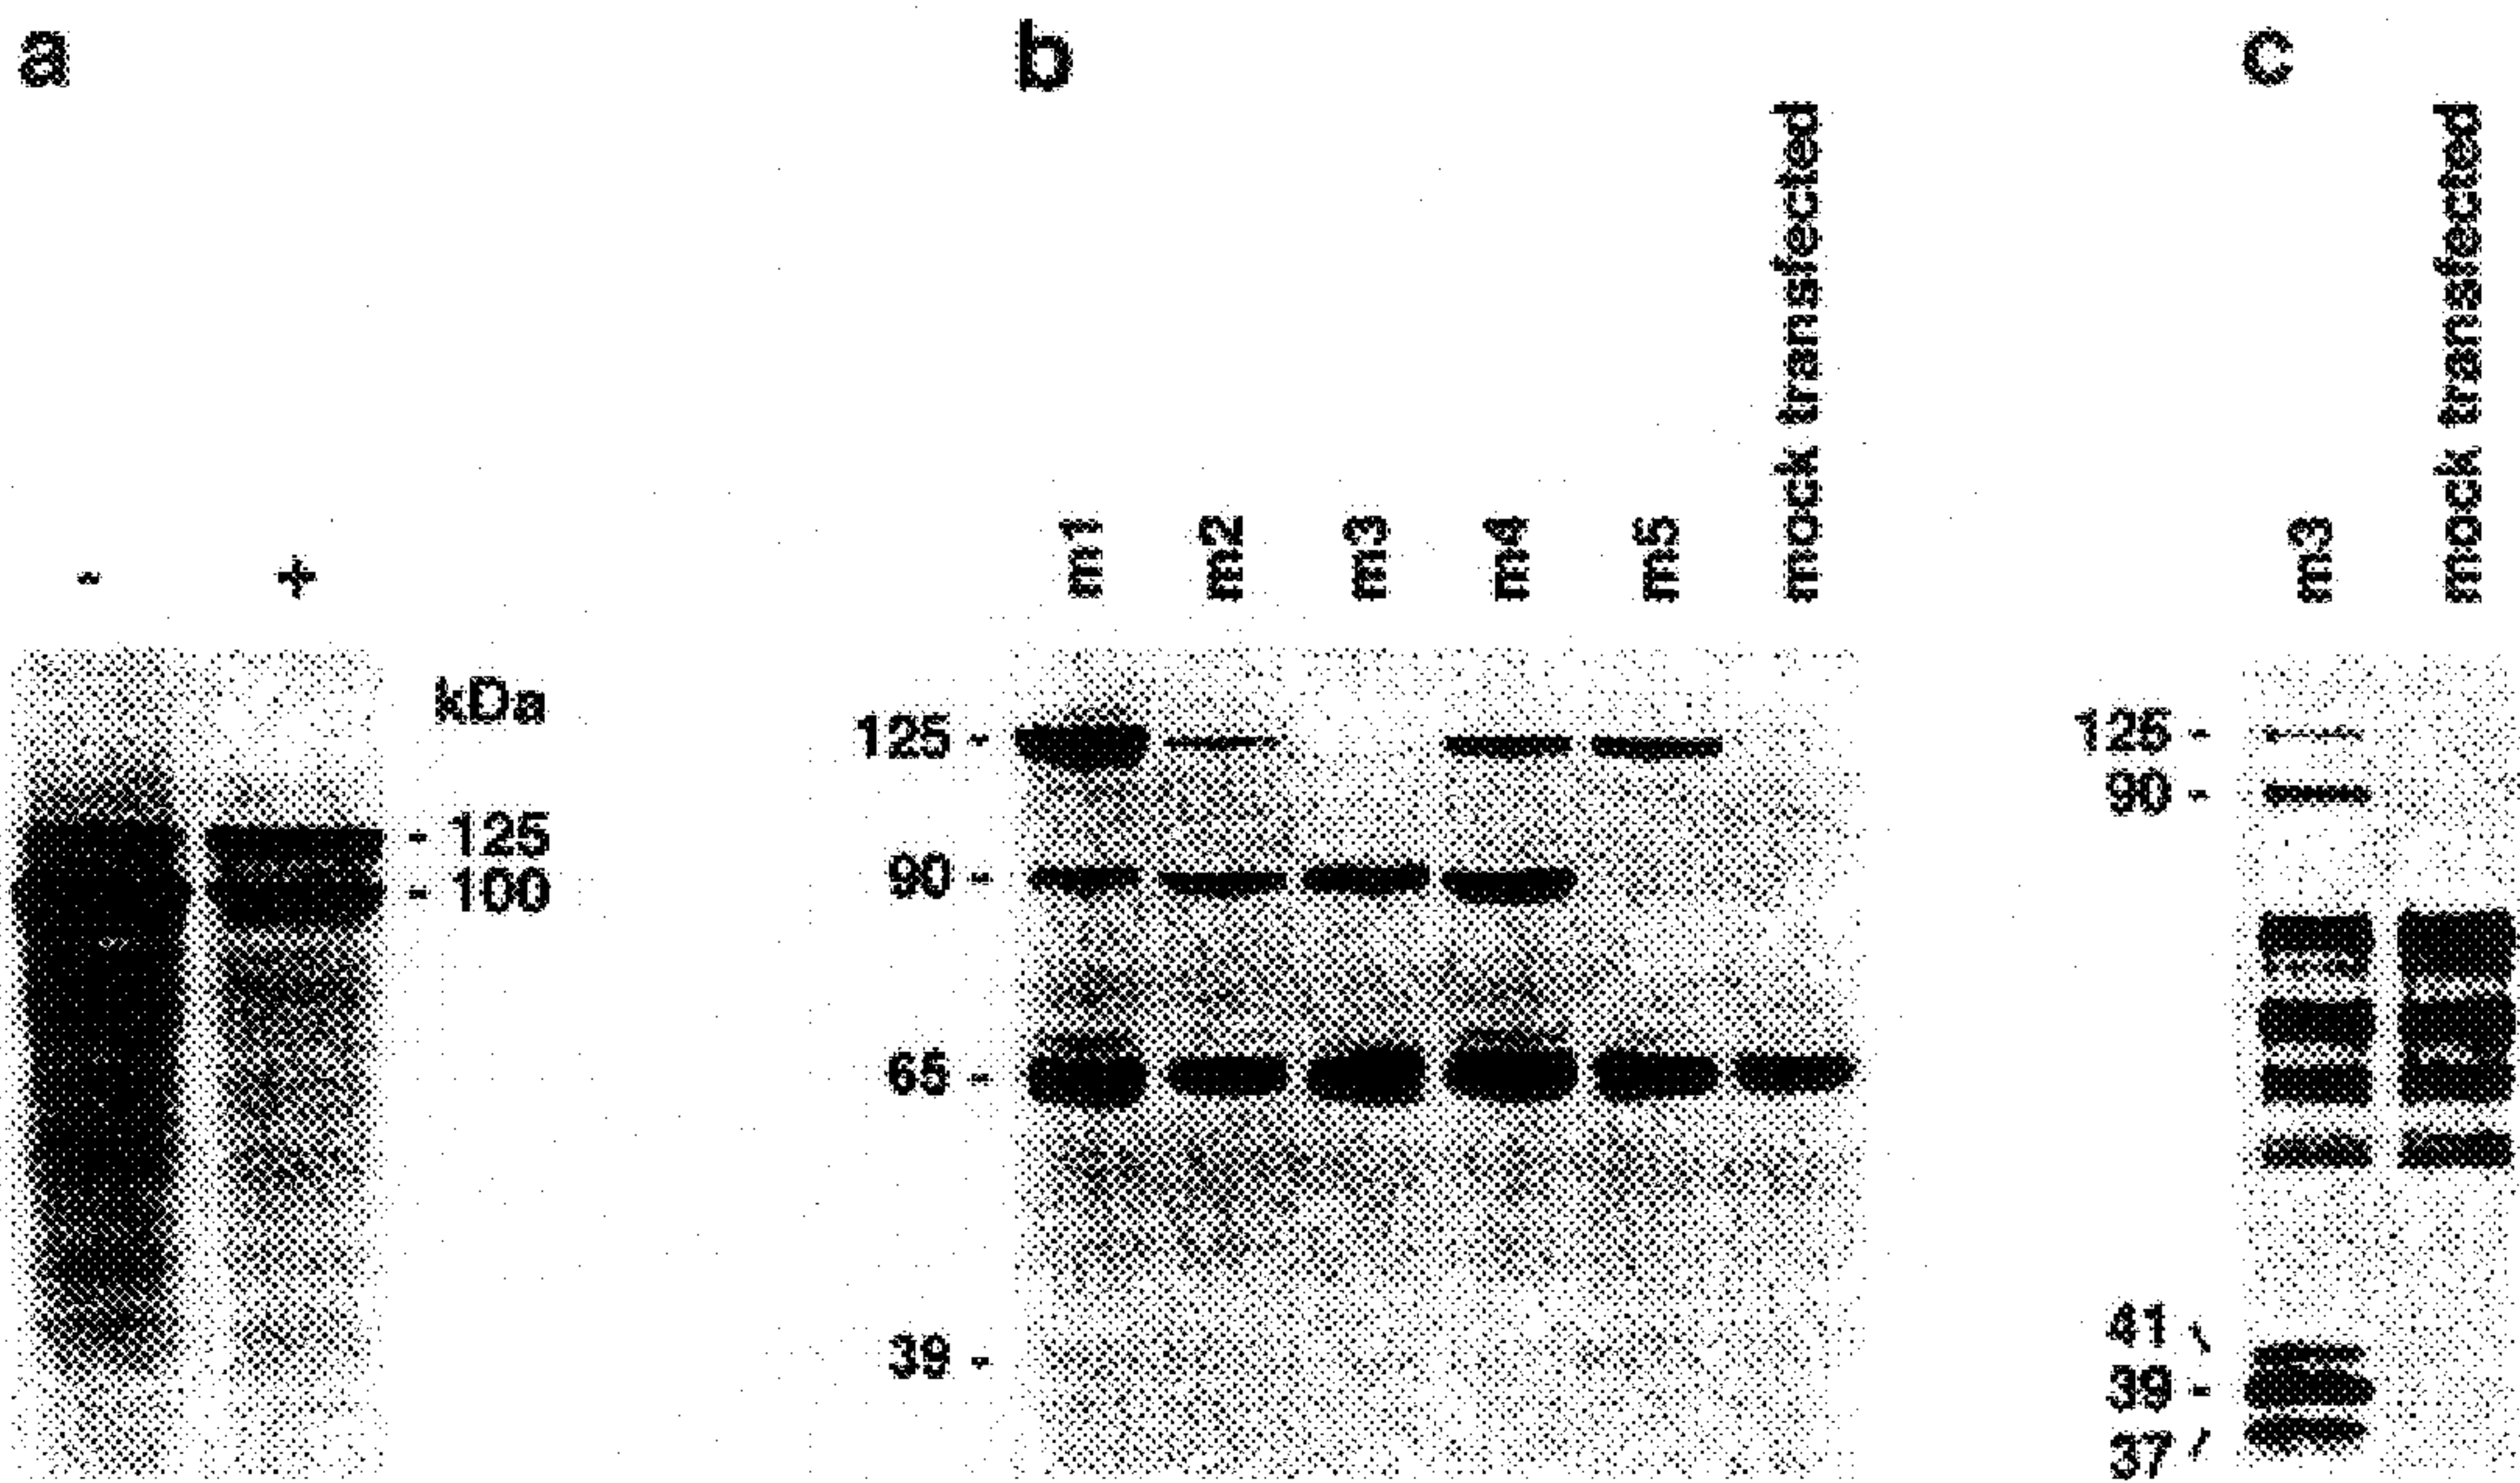 a
- +
kDa
- 125
- 100
b
m1 m2 m3 m4 m5 mock transfected
125 -
90 -
65 -
39 -
c
m3 mock transfected
125 -
90 -
41
39 -
37